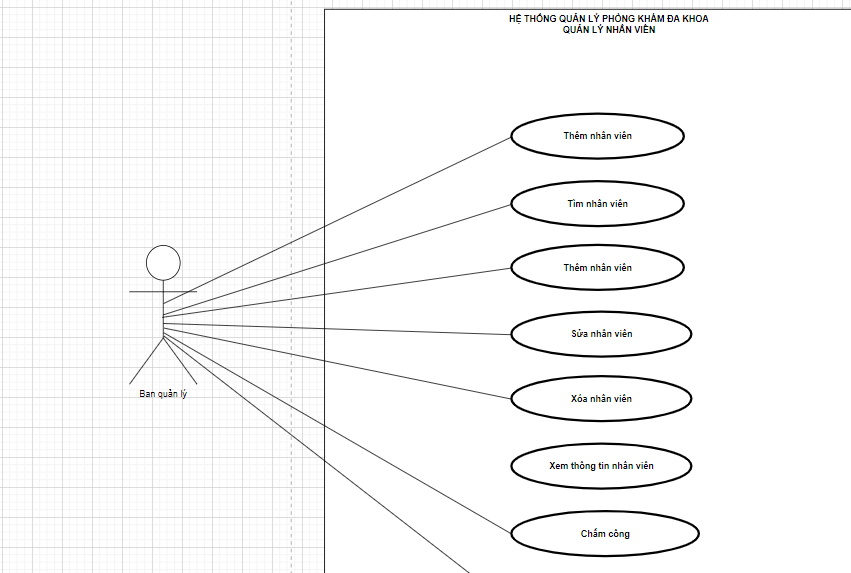 HỆ THỐNG QUẢN LÝ PHÒNG KHÁM ĐA KHOA
QUẢN LÝ NHÂN VIÊN
Thêm nhân viên
Tìm nhân viên
Thêm nhân viên
Sửa nhân viên
Xóa nhân viên
Ban quản lý
Xem thông tin nhân viên
Chấm công